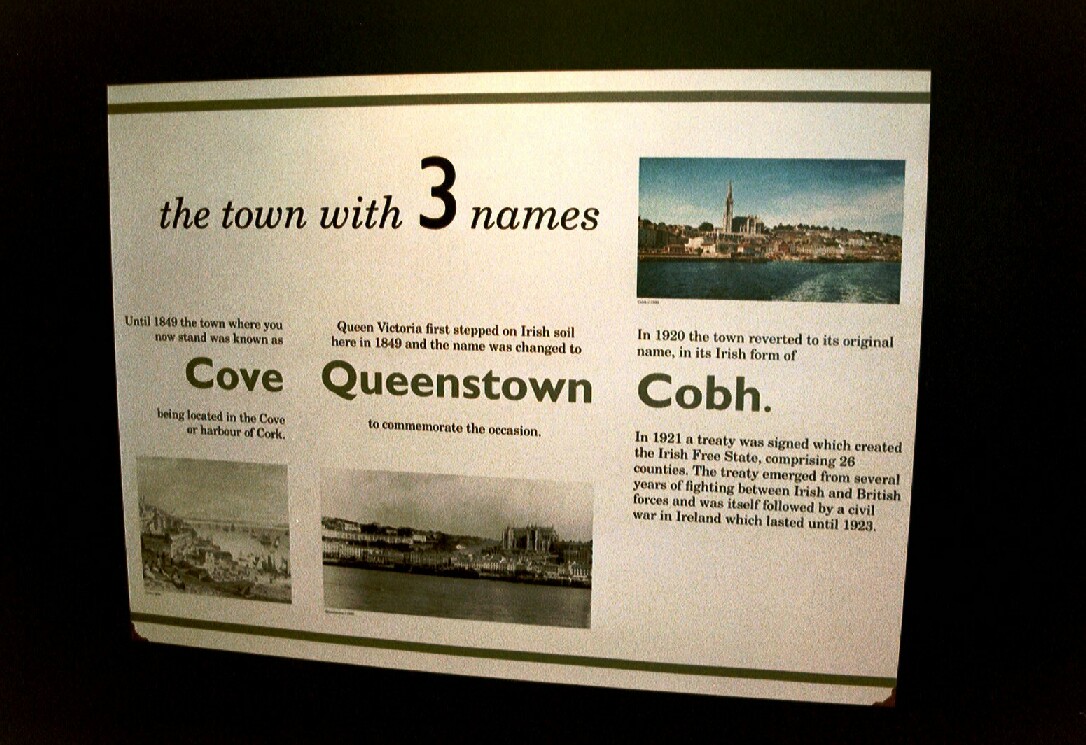 the town with 3 names
Until 1849 the town where you
now stand was known as
Cove
being located in the Cove
or harbour of Cork.
Queen Victoria first stepped on Irish soil
here in 1849 and the name was changed to
Queenstown
to commemorate the occasion.
In 1920 the town reverted to its original
name, in its Irish form of
Cobh.
In 1921 a treaty was signed which created
the Irish Free State, comprising 26
counties. The treaty emerged from several
years of fighting between Irish and British
forces and was itself followed by a civil
war in Ireland which lasted until 1923.